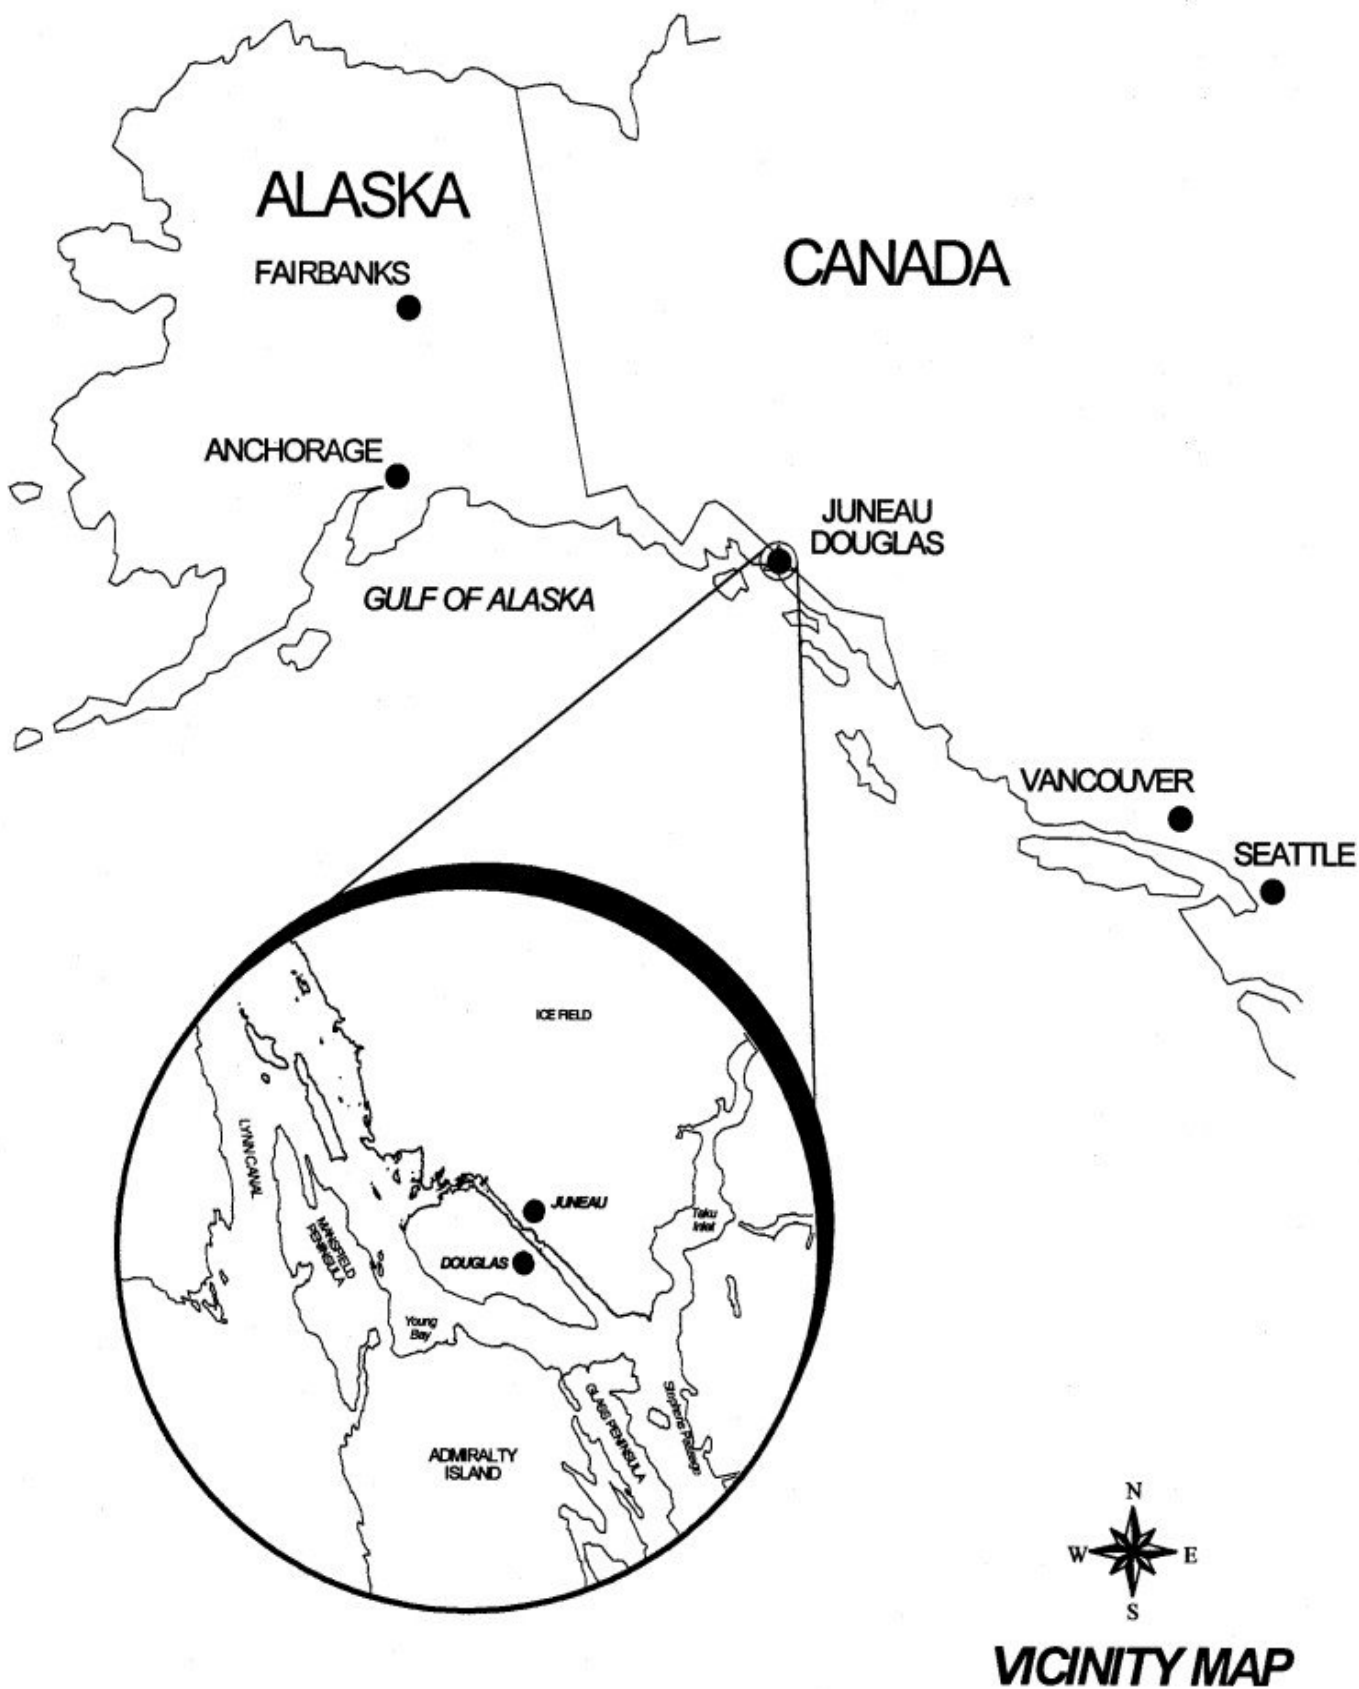 ALASKA
FAIRBANKS
CANADA
ANCHORAGE
JUNEAU
DOUGLAS
GULF OF ALASKA
VANCOUVER
SEATTLE
ICE FIELD
LYNN CANAL
JUNEAU
Taku
Inlet
MANSFIELD
PENINSULA
DOUGLAS
Young
Bay
GLASS PENINSULA
Stephens Passage
ADMIRALTY
ISLAND
N
W
E
S
VICINITY MAP